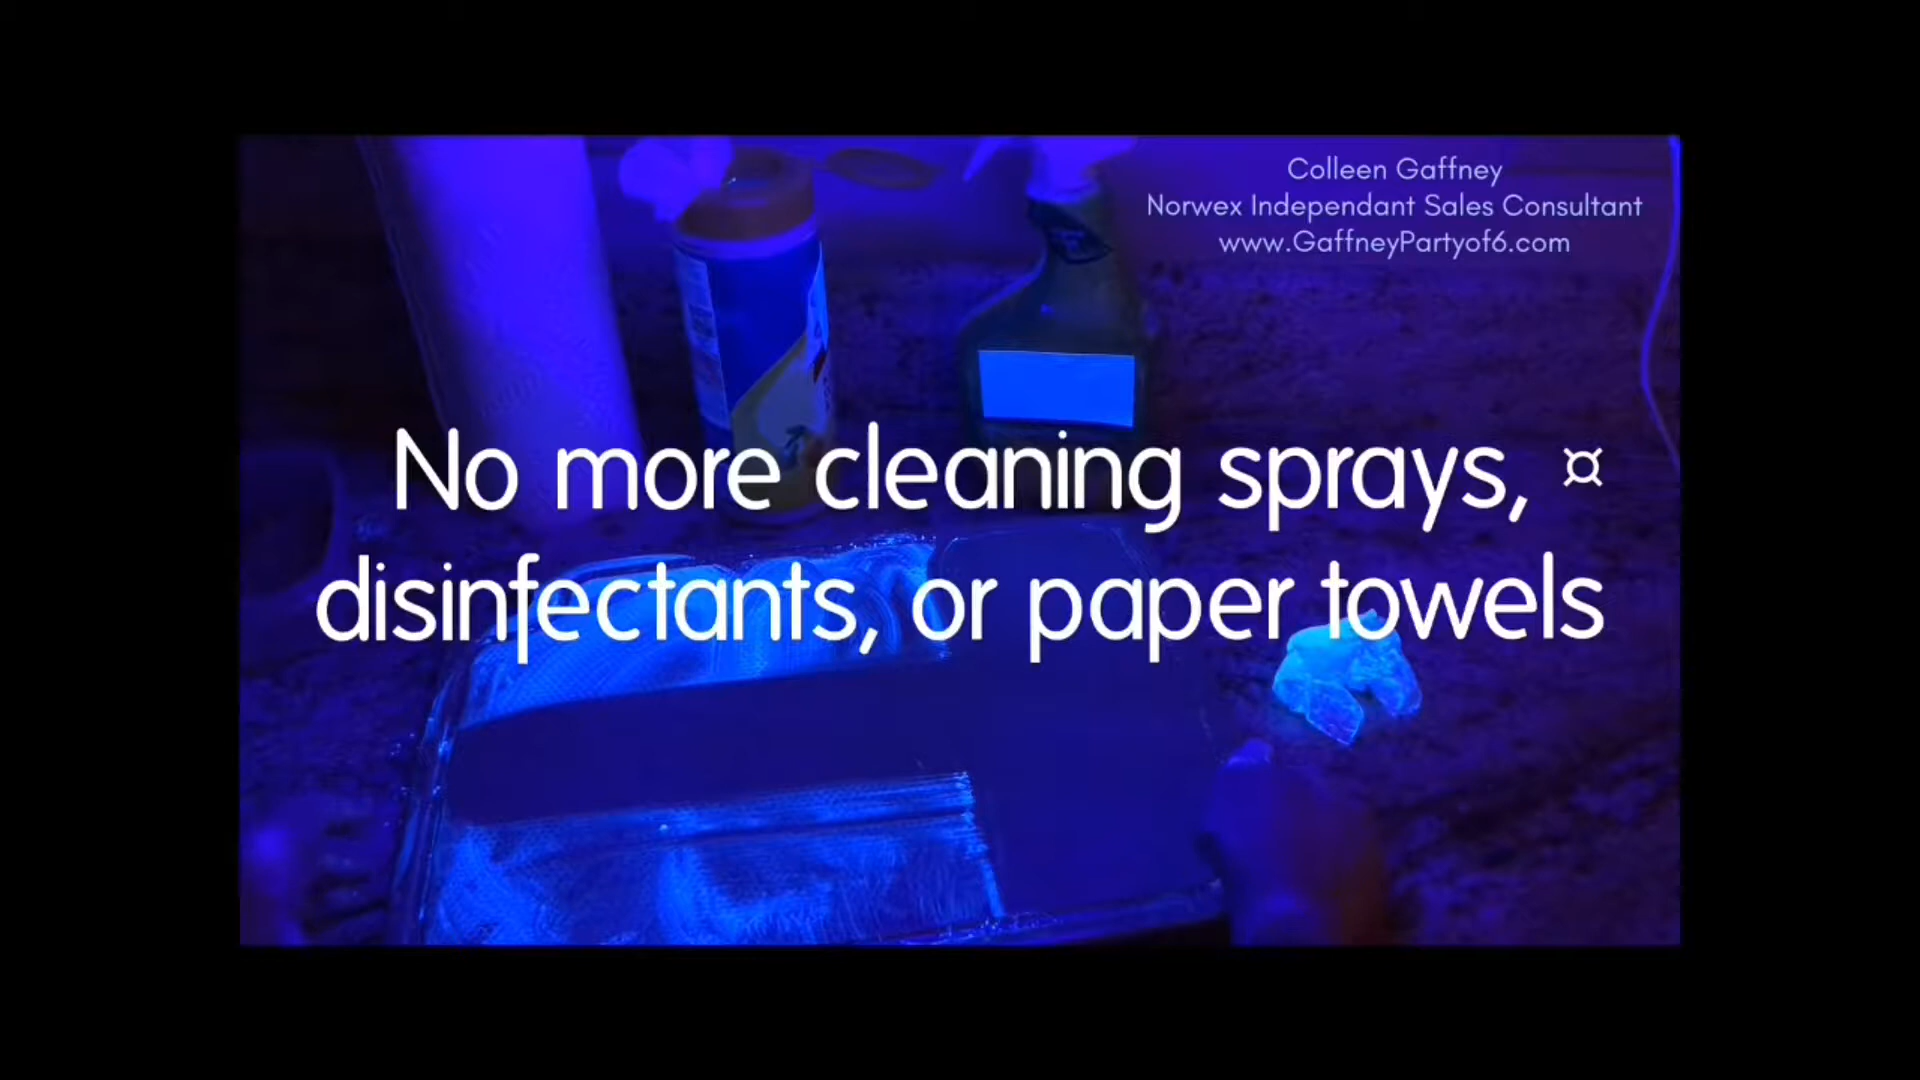 Colleen Gaffney
Norwex Independant Sales Consultant
www.GaffneyPartyof6.com
No more cleaning sprays, ¤
disinfectants, or paper towels